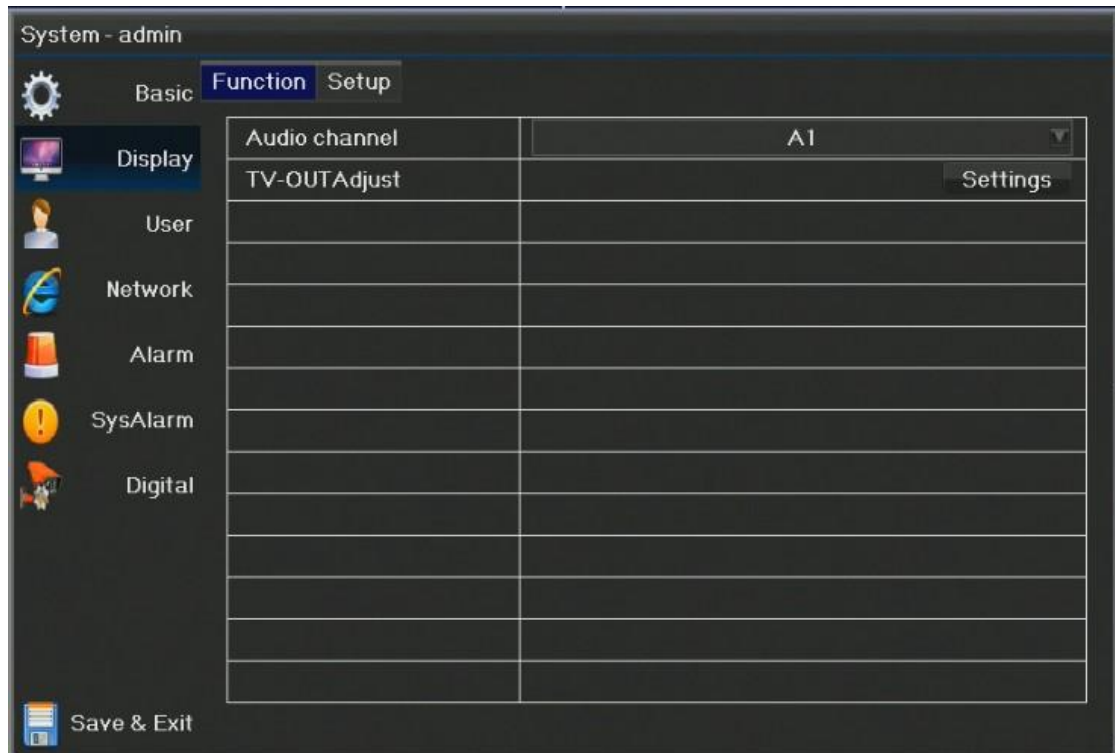 System - admin
Basic
Function Setup
Audio channel A1
Display
TV-OUTAdjust Settings
User
Network
Alarm
SysAlarm
Digital
Save & Exit